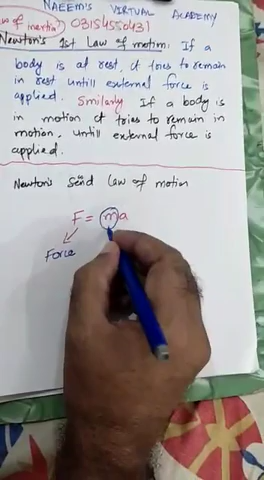 NAEEM'S VIRTUAL ACADEMY
of inertia) 03154550431
Newton's 1st Law of motion: If a
body is at rest, it tries to remain
in rest untill external force is
applied. Similarly If a body is
in motion it tries to remain in
motion, untill external force is
applied.
Newton's Law of motion
F = ma
Force